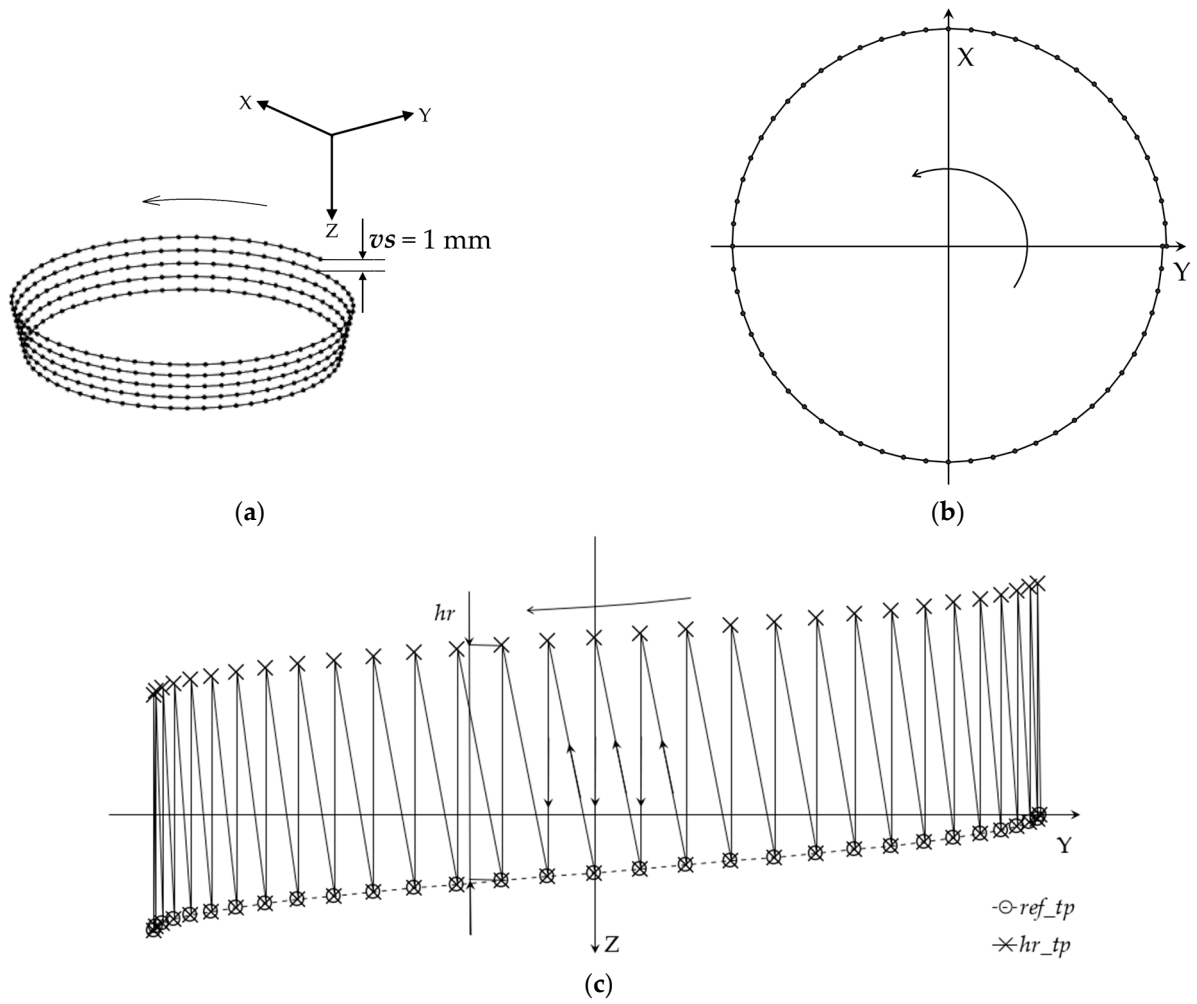 X
Y
Z
vs = 1 mm
(a)
X
Y
(b)
hr
Y
ref_tp
hr_tp
Z
(c)